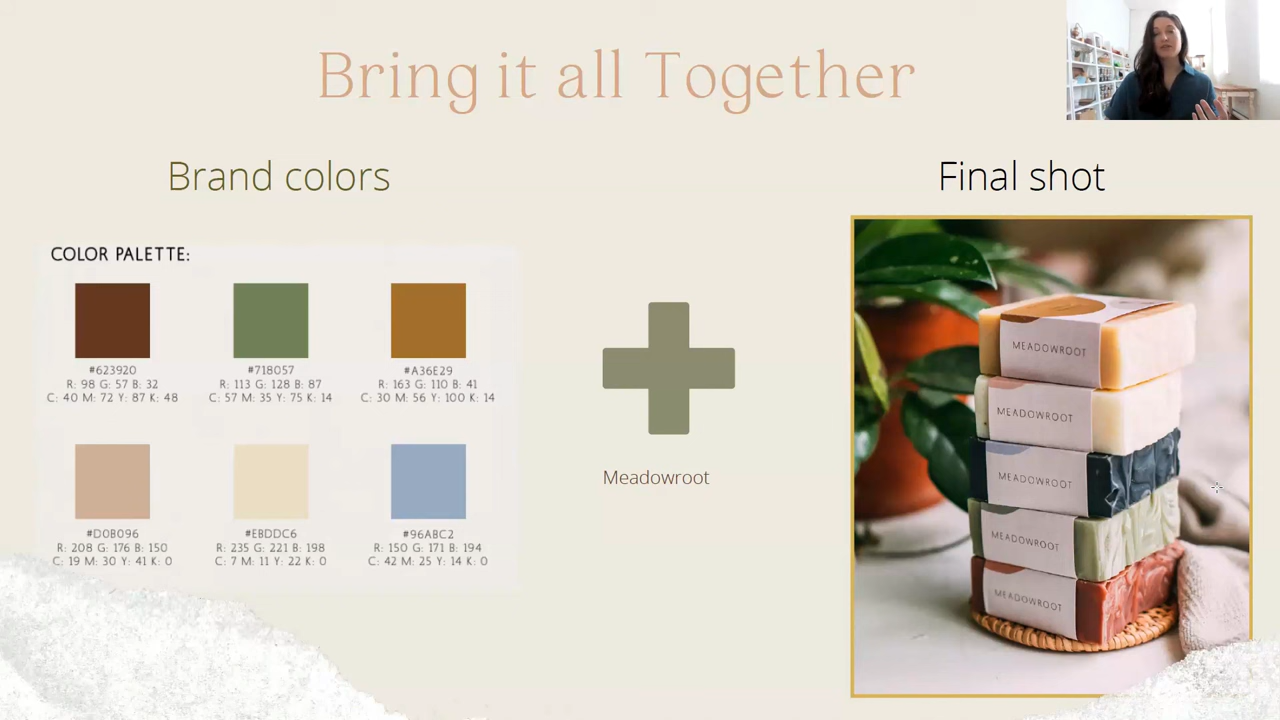 Bring it all Together
Brand colors
Final shot
COLOR PALETTE:
#623920
R: 98 G: 57 B: 32
C: 40 M: 72 Y: 87 K: 48
#718057
R: 113 G: 128 B: 87
C: 57 M: 35 Y: 75 K: 14
#A36E29
R: 163 G: 110 B: 41
C: 30 M: 56 Y: 100 K: 14
#D0B096
R: 208 G: 176 B: 150
C: 19 M: 30 Y: 41 K: 0
#EBDDC6
R: 235 G: 221 B: 198
C: 7 M: 11 Y: 22 K: 0
#96ABC2
R: 150 G: 171 B: 194
C: 42 M: 25 Y: 14 K: 0
Meadowroot
MEADOWROOT
MEADOWROOT
MEADOWROOT
MEADOWROOT
MEADOWROOT